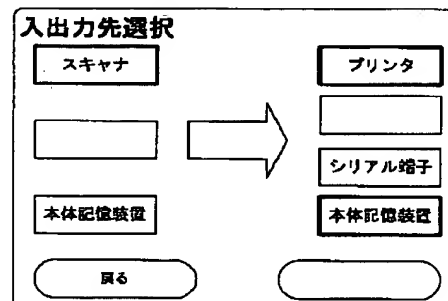 入出力先選択
スキャナ
プリンタ
シリアル端子
本体記憶装置
本体記憶装置
戻る